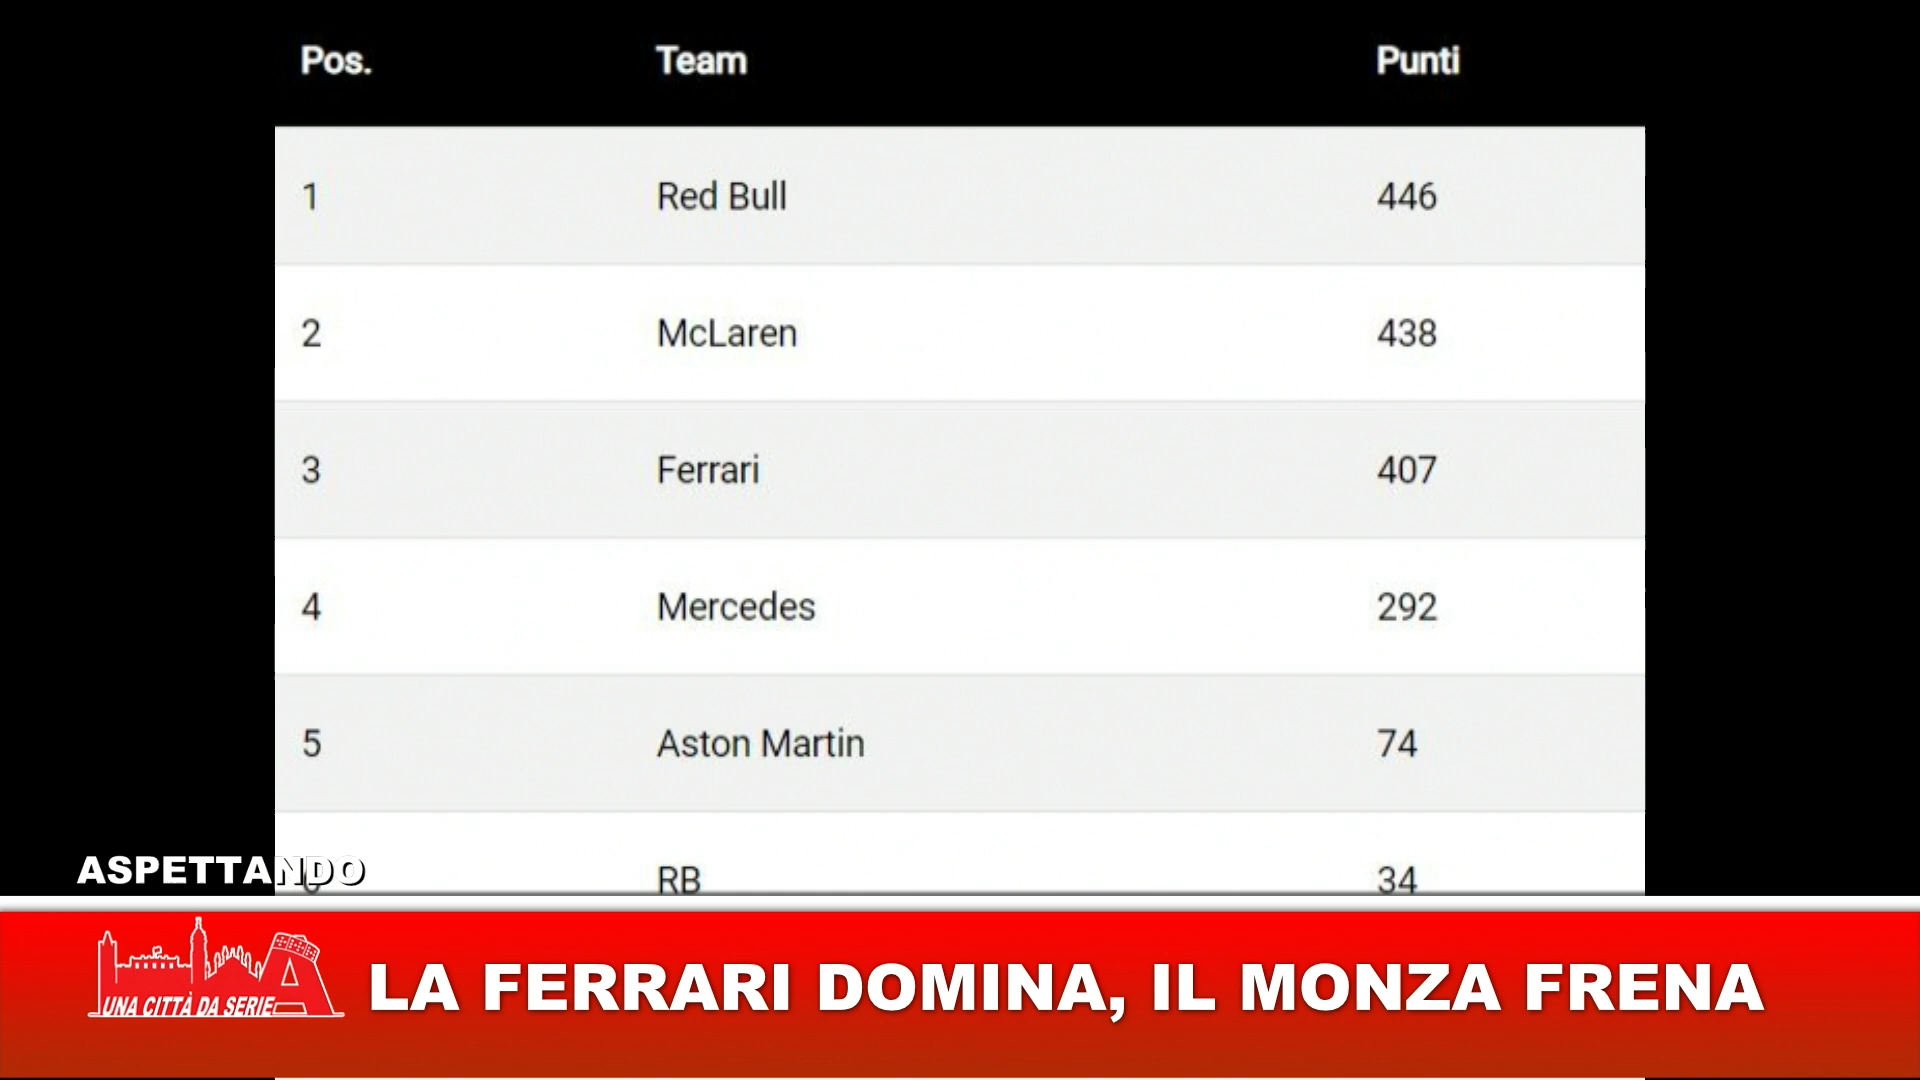 Pos. Team Punti
1 Red Bull 446
2 McLaren 438
3 Ferrari 407
4 Mercedes 292
5 Aston Martin 74
RB 34
ASPETTANDO
UNA CITTÀ DA SERIE A
LA FERRARI DOMINA, IL MONZA FRENA